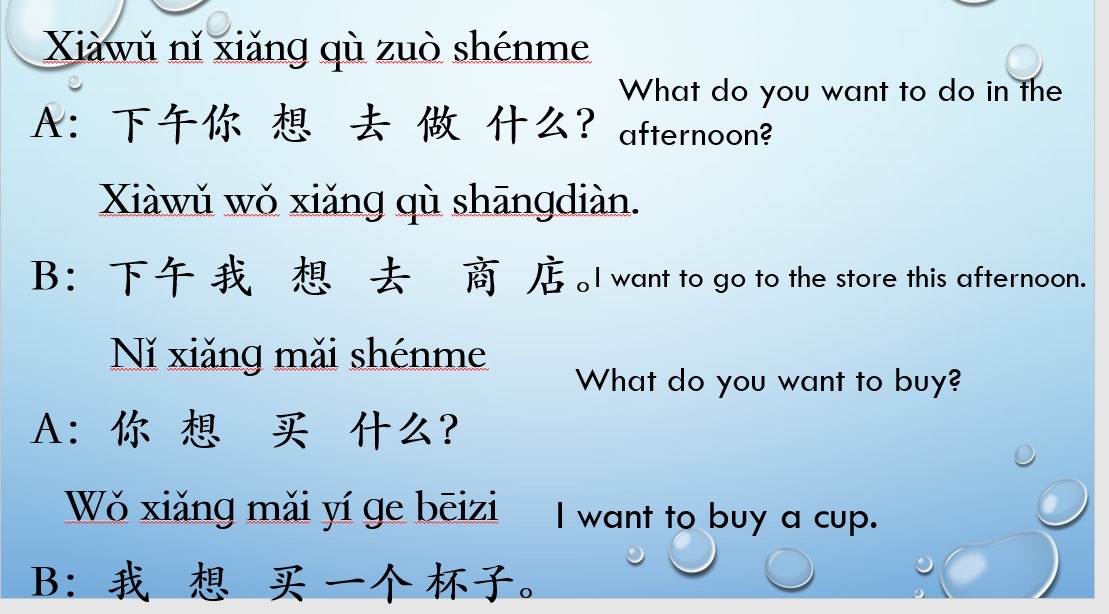 Xiàwǔ nǐ xiǎng qù zuò shénme
A：下午你 想 去 做 什么？
What do you want to do in the
afternoon?
Xiàwǔ wǒ xiǎng qù shāngdiàn.
B：下午 我 想 去 商 店。
I want to go to the store this afternoon.
Nǐ xiǎng mǎi shénme
What do you want to buy?
A：你 想 买 什么？
Wǒ xiǎng mǎi yí ge bēizi
I want to buy a cup.
B：我 想 买 一个 杯子。